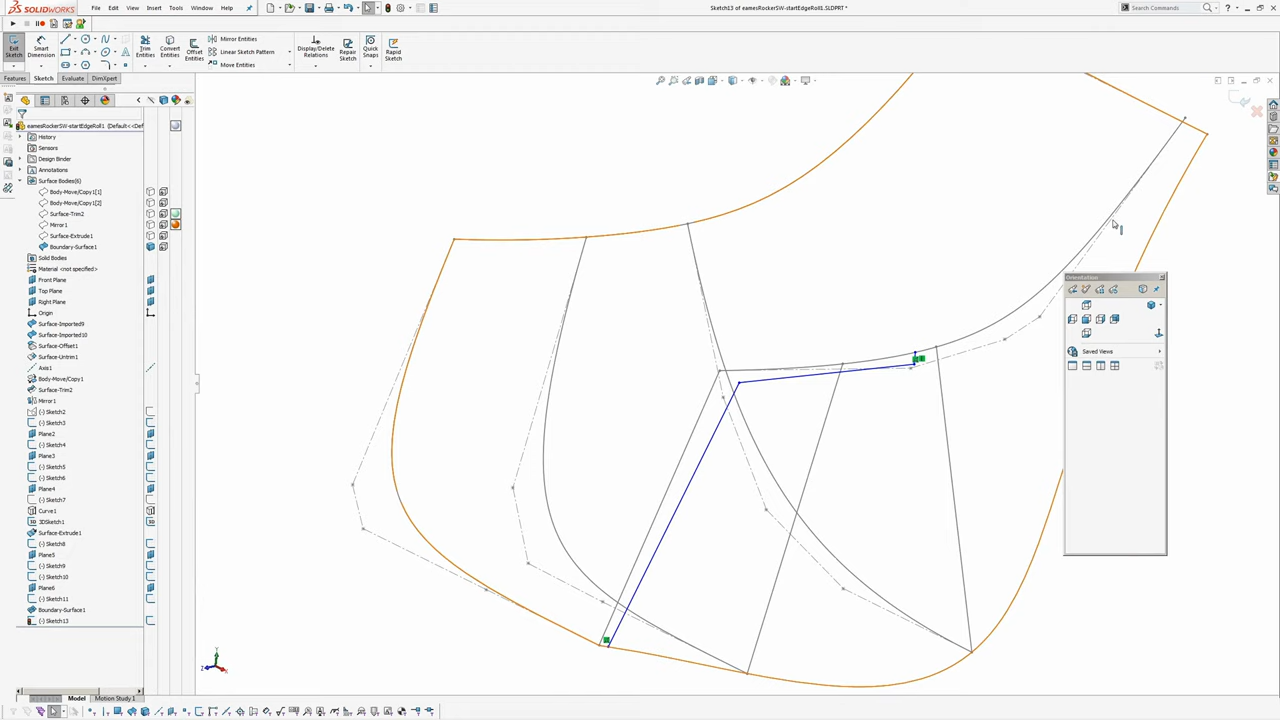 SOLIDWORKS File Edit View Insert Tools Window Help
Sketch13 of eamesRockerSW-startEdgeRoll1.SLDPRT *
Search Commands
Exit Sketch
Smart Dimension
Trim Entities
Convert Entities
Offset Entities
Mirror Entities
Linear Sketch Pattern
Move Entities
Display/Delete Relations
Repair Sketch
Quick Snaps
Rapid Sketch
Features Sketch Evaluate DimXpert
eamesRockerSW-startEdgeRoll1 (Default<<Def
History
Sensors
Design Binder
Annotations
Surface Bodies(6)
Body-Move/Copy1[1]
Body-Move/Copy1[2]
Surface-Trim2
Mirror1
Surface-Extrude1
Boundary-Surface1
Solid Bodies
Material <not specified>
Front Plane
Top Plane
Right Plane
Origin
Surface-Imported9
Surface-Imported10
Surface-Offset1
Surface-Untrim1
Axis1
Body-Move/Copy1
Surface-Trim2
Mirror1
(-) Sketch2
(-) Sketch3
Plane2
(-) Sketch4
Plane3
(-) Sketch5
(-) Sketch6
Plane4
(-) Sketch7
Curve1
3DSketch1
Surface-Extrude1
(-) Sketch8
Plane5
(-) Sketch9
(-) Sketch10
Plane6
(-) Sketch11
Boundary-Surface1
(-) Sketch13
Orientation
Saved Views
Y
Z
X
Model Motion Study 1